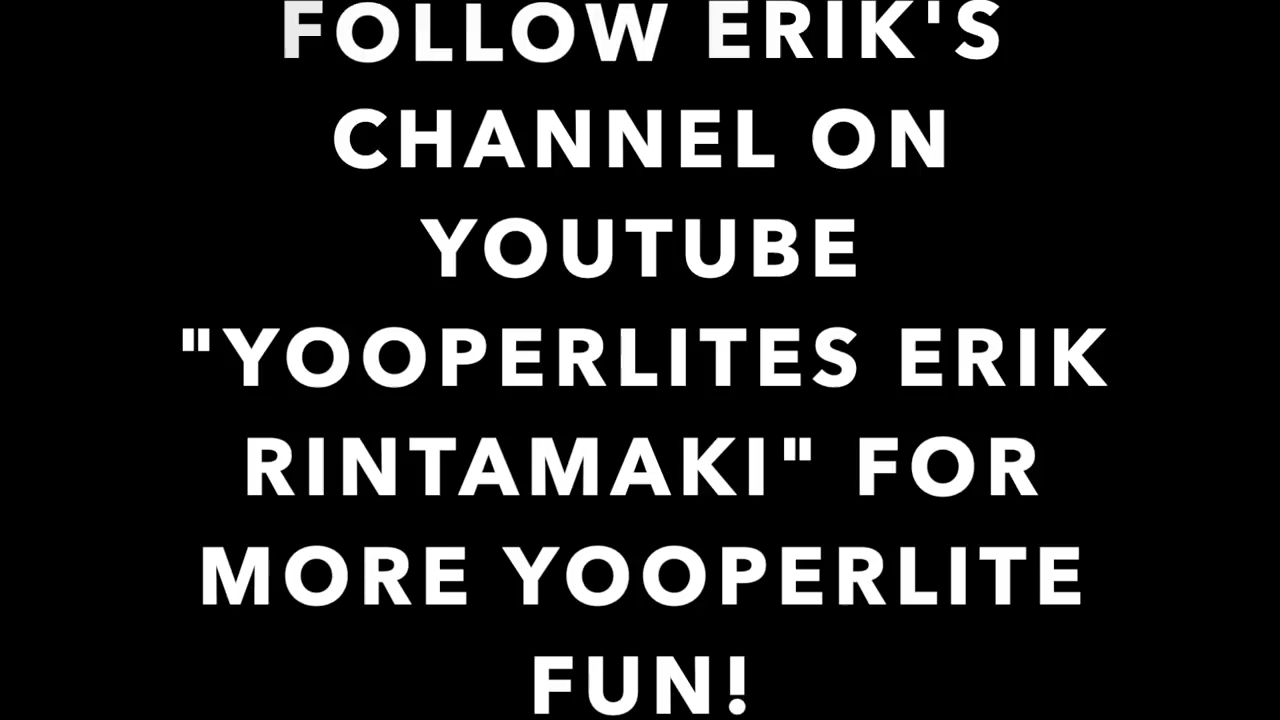 FOLLOW ERIK'S
CHANNEL ON
YOUTUBE
"YOOPERLITES ERIK
RINTAMAKI" FOR
MORE YOOPERLITE
FUN!